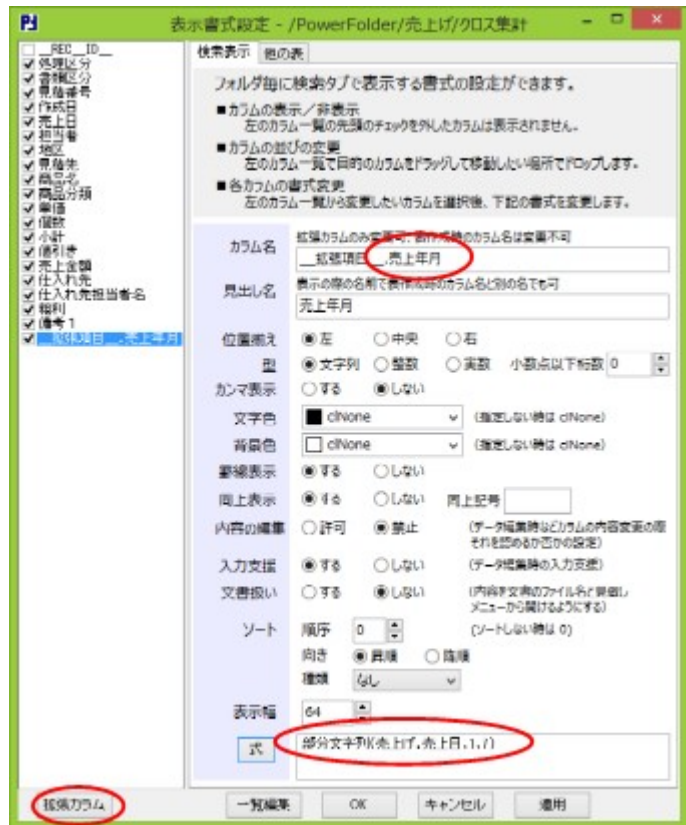 表示書式設定 - /PowerFolder/売上げ/クロス集計
__REC__ID__
処理区分
書類区分
見積番号
作成日
売上日
担当者
地区
見積先
商品名
商品分類
単価
個数
小計
値引き
売上金額
仕入れ先
仕入れ先担当者名
粗利
備考1
__拡張項目__.売上年月
検索表示 他の表
フォルダ毎に検索タブで表示する書式の設定ができます。
■カラムの表示/非表示
左のカラム一覧の先頭のチェックを外したカラムは表示されません。
■カラムの並びの変更
左のカラム一覧で目的のカラムをドラッグして移動したい場所でドロップします。
■各カラムの書式変更
左のカラム一覧から変更したいカラムを選択後、下記の書式を変更します。
拡張カラムのみ変更可、表作成時のカラム名は変更不可
カラム名 __拡張項目__.売上年月
表示の際の名前で表作成時のカラム名と別の名でも可
見出し名 売上年月
位置揃え 左 中央 右
型 文字列 整数 実数 小数点以下桁数 0
カンマ表示 する しない
文字色 clNone (指定しない時は clNone)
背景色 clNone (指定しない時は clNone)
罫線表示 する しない
同上表示 する しない 同上記号
内容の編集 許可 禁止 (データ編集時などカラムの内容変更の際
それを認めるか否かの設定)
入力支援 する しない (データ編集時の入力支援)
文書扱い する しない (内容を文書のファイル名と見做し
メニューから開けるようにする)
ソート 順序 0 (ソートしない時は 0)
向き 昇順 降順
種類 なし
表示幅 64
式 部分文字列(売上げ.売上日,1,7)
拡張カラム 一覧編集 OK キャンセル 適用